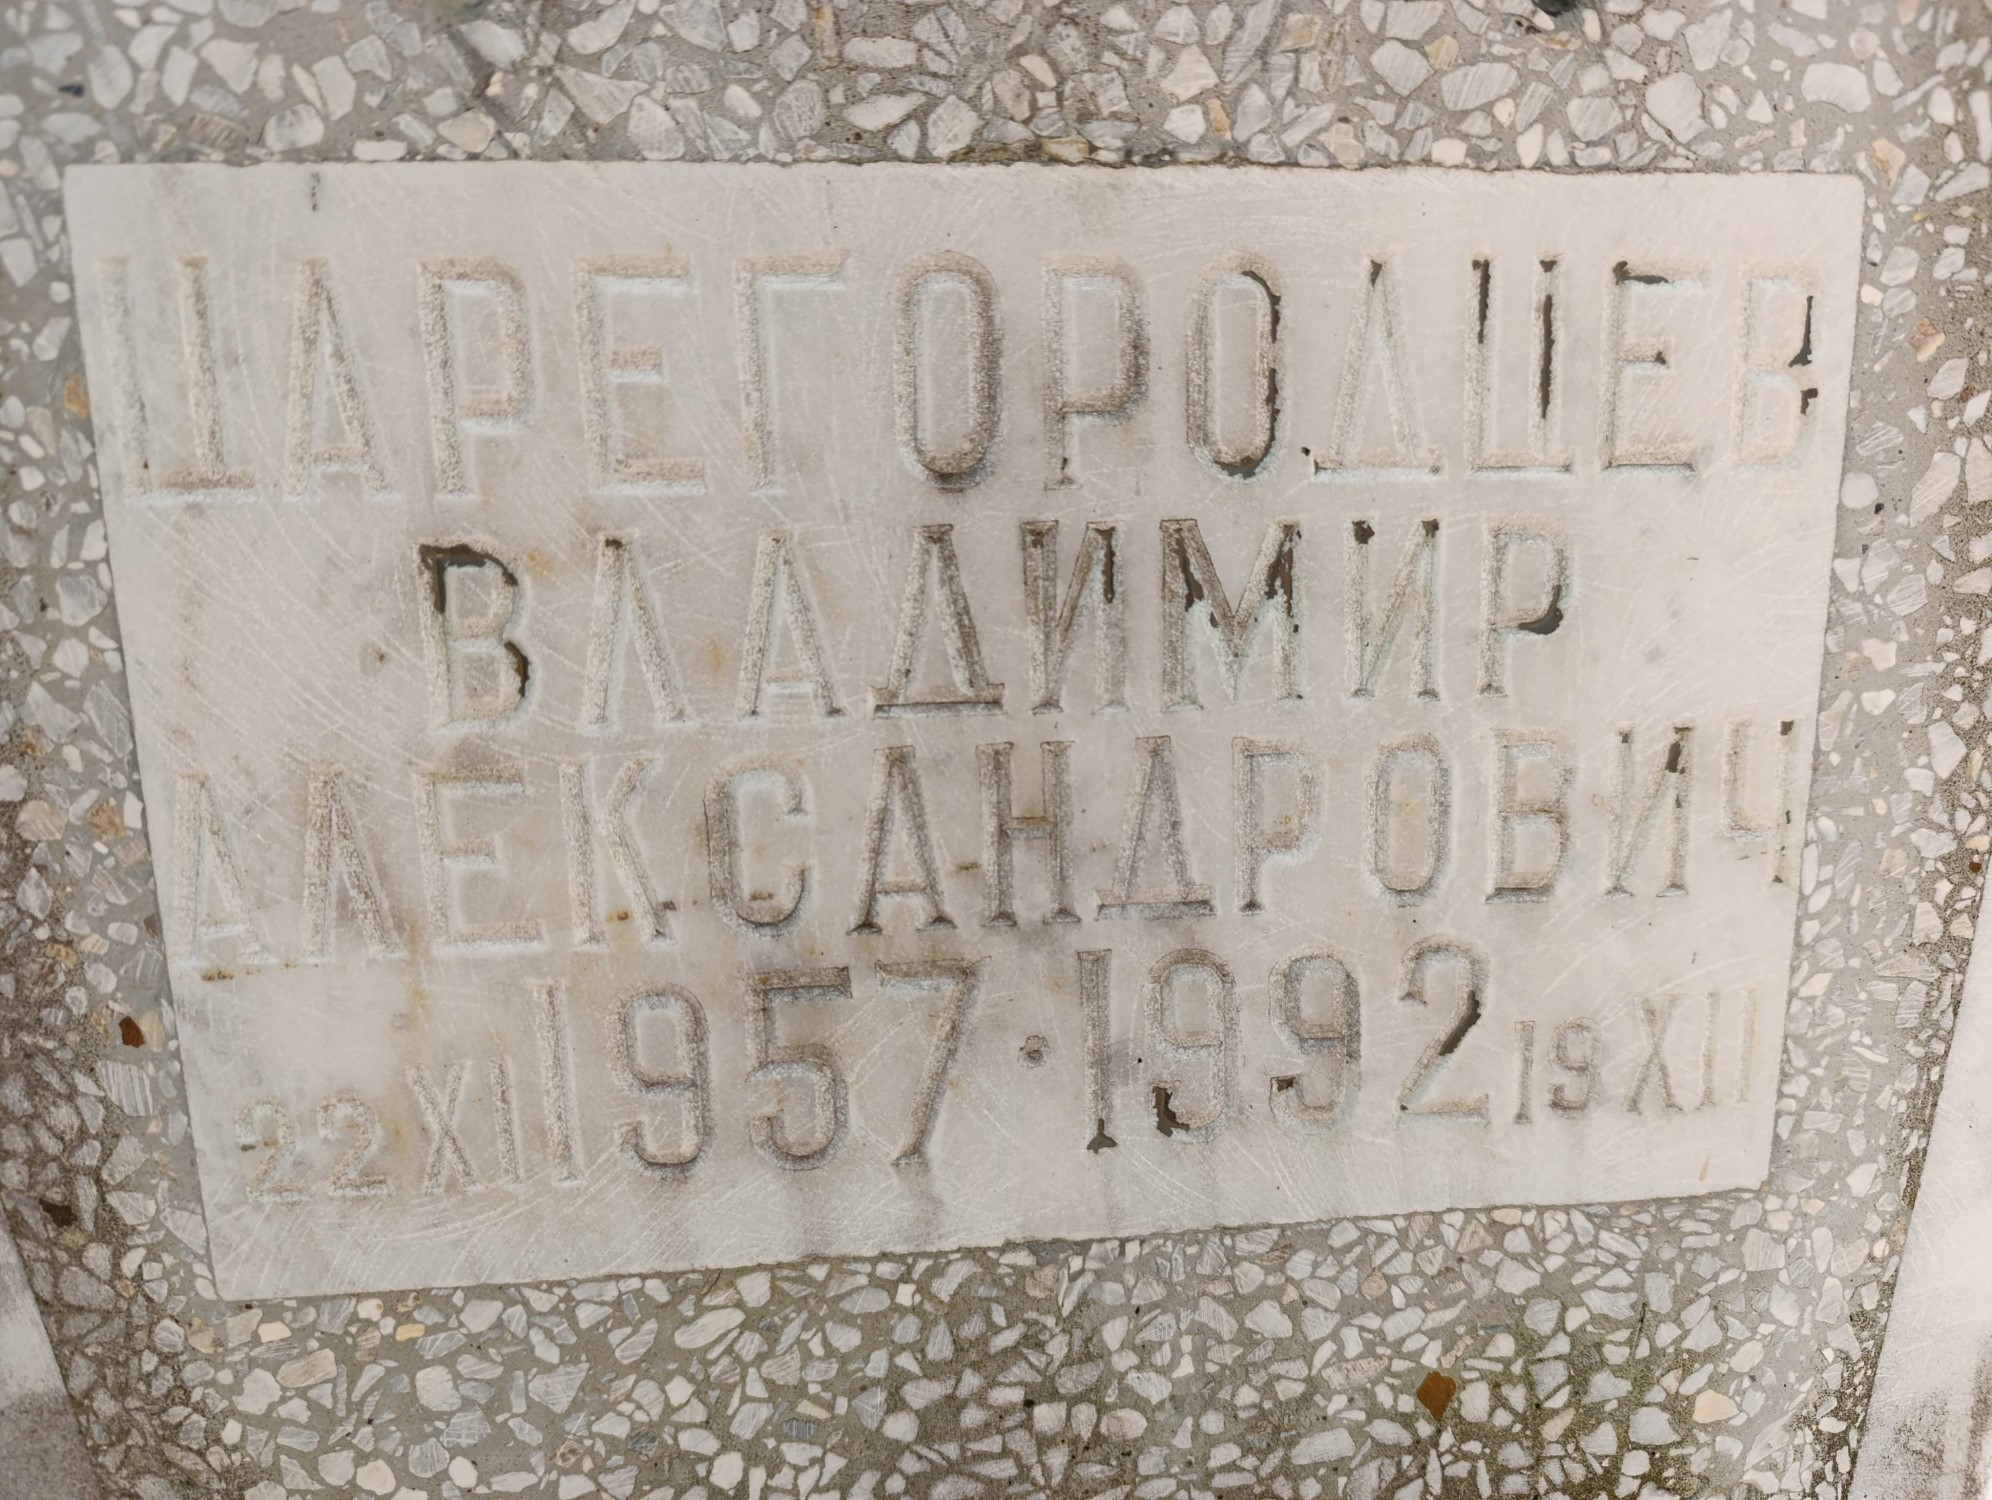 ЦАРЕГОРОДЦЕВ
ВЛАДИМИР
АЛЕКСАНДРОВИЧ
22 XI 1957 · 1992 19 XII